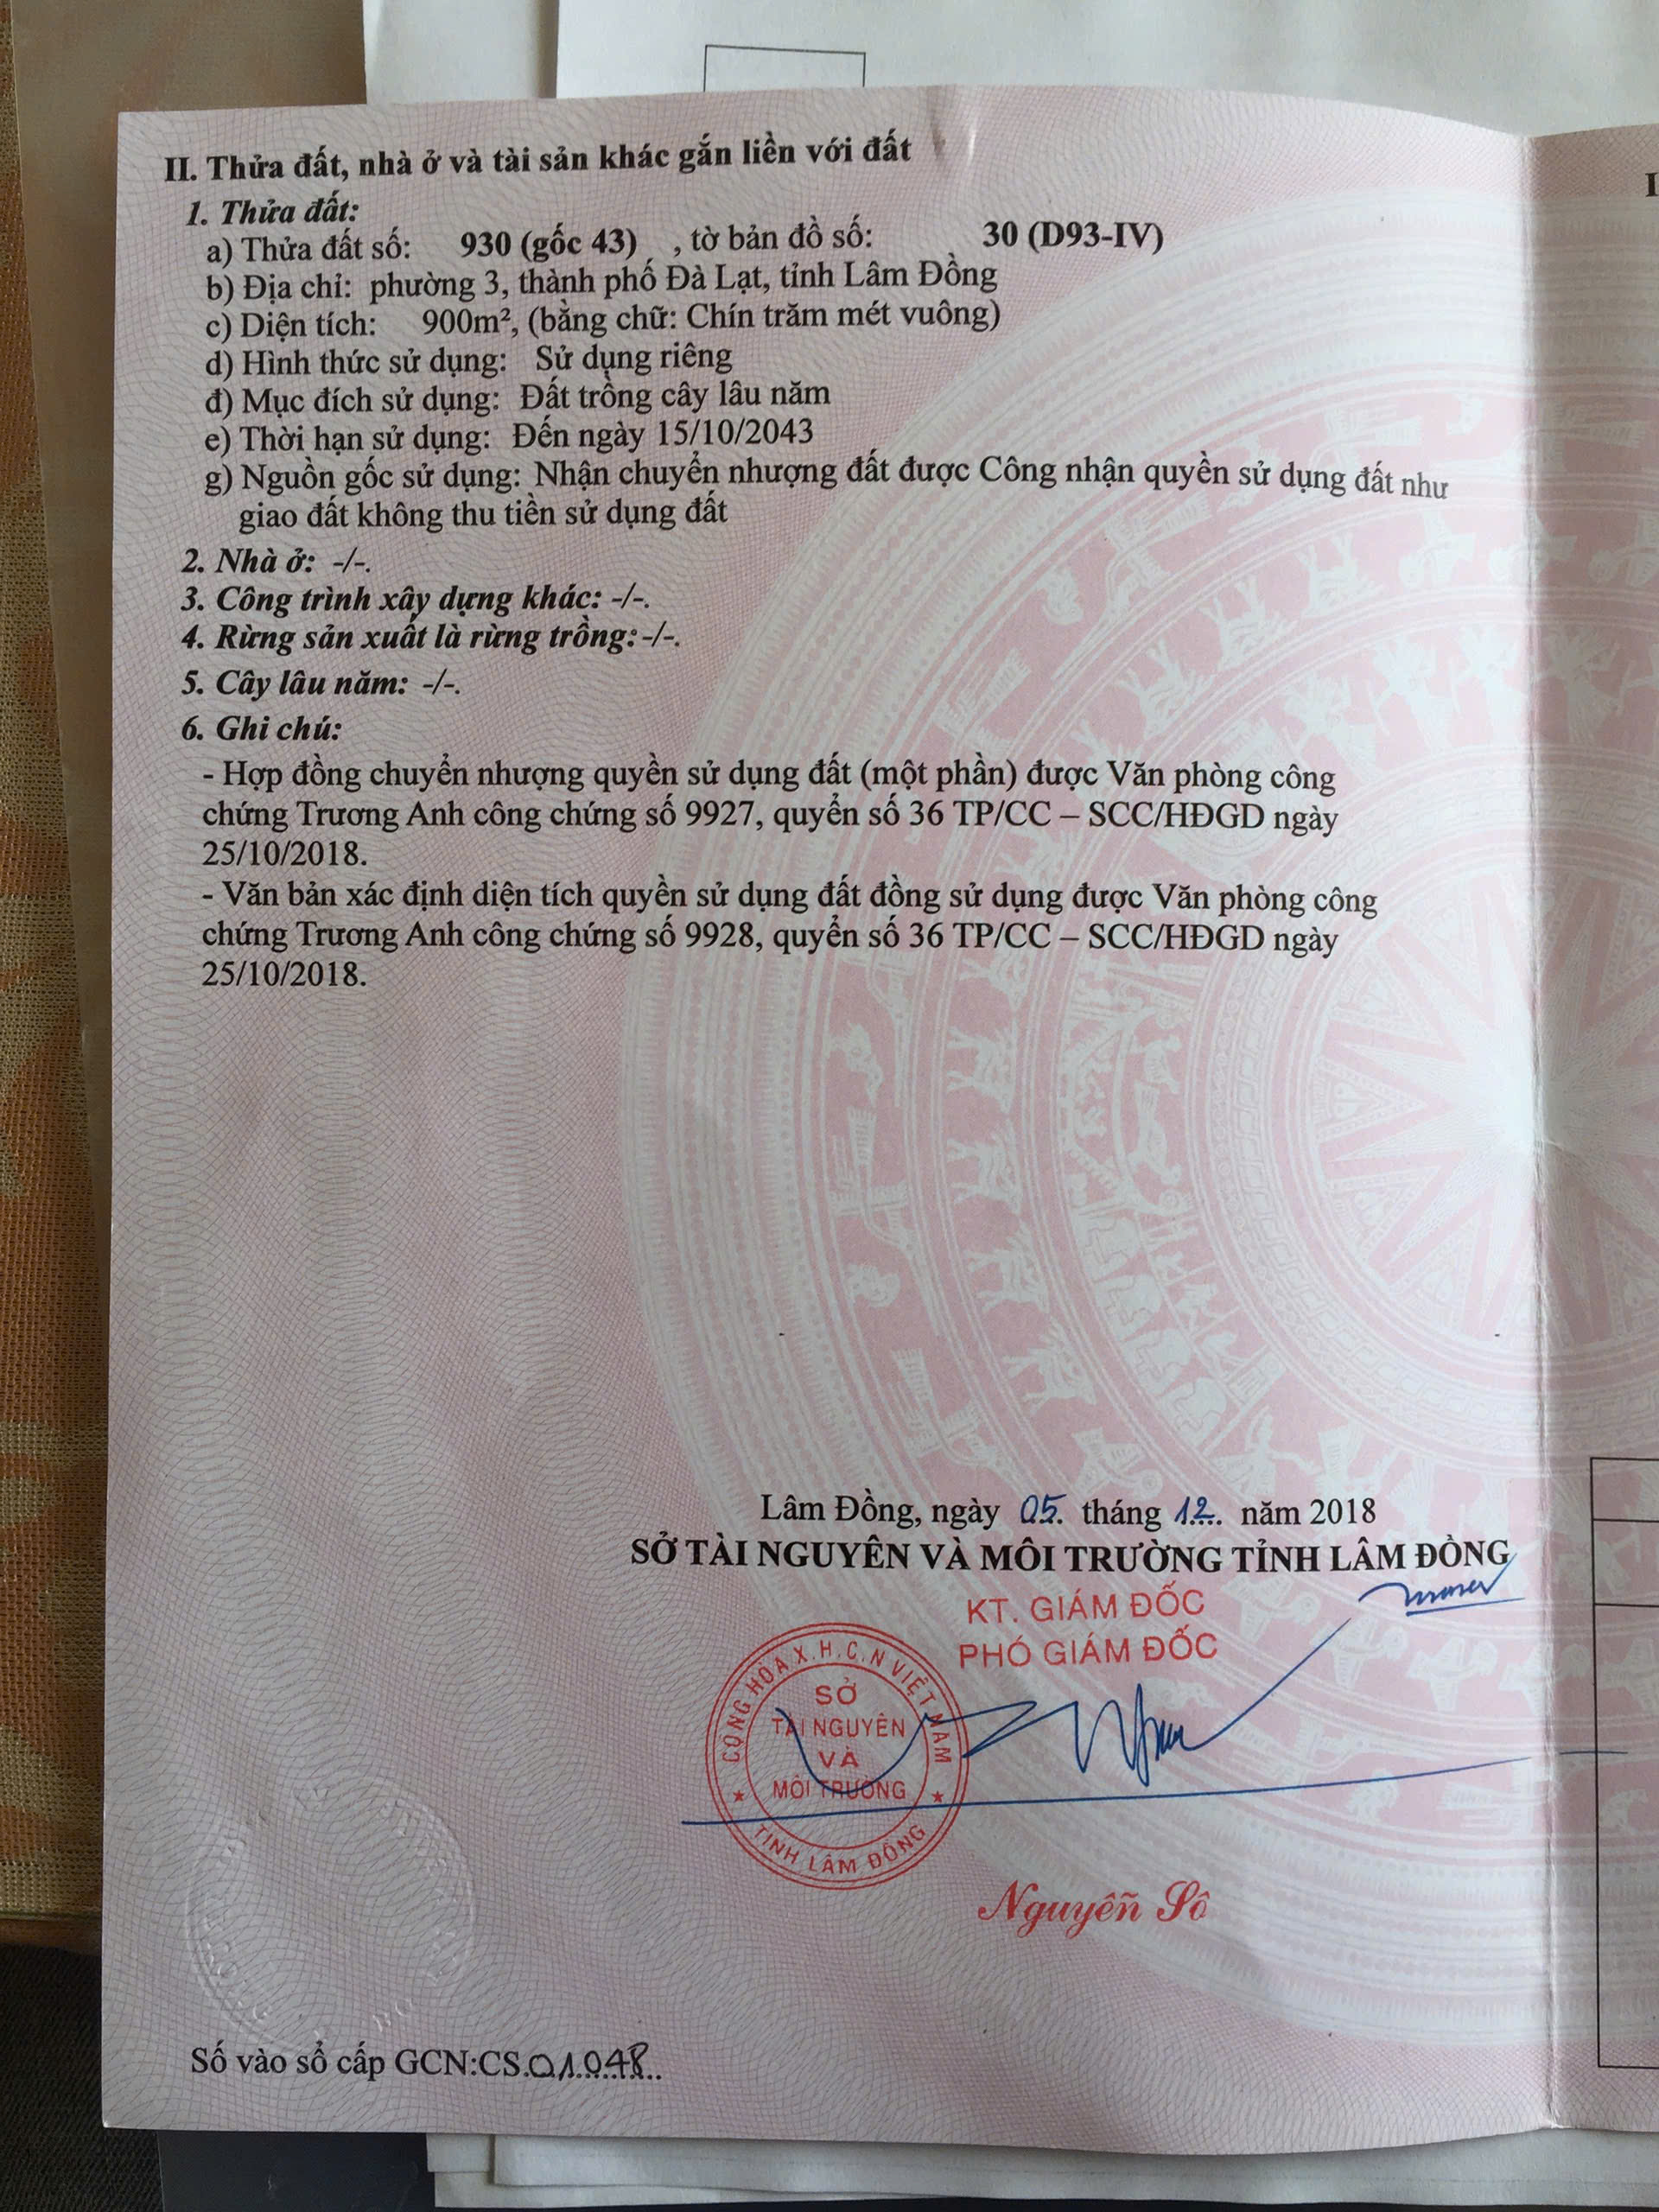 II. Thửa đất, nhà ở và tài sản khác gắn liền với đất
1. Thửa đất:
a) Thửa đất số: 930 (gốc 43) , tờ bản đồ số: 30 (D93-IV)
b) Địa chỉ: phường 3, thành phố Đà Lạt, tỉnh Lâm Đồng
c) Diện tích: 900m², (bằng chữ: Chín trăm mét vuông)
d) Hình thức sử dụng: Sử dụng riêng
đ) Mục đích sử dụng: Đất trồng cây lâu năm
e) Thời hạn sử dụng: Đến ngày 15/10/2043
g) Nguồn gốc sử dụng: Nhận chuyển nhượng đất được Công nhận quyền sử dụng đất như
giao đất không thu tiền sử dụng đất
2. Nhà ở: -/-.
3. Công trình xây dựng khác: -/-.
4. Rừng sản xuất là rừng trồng: -/-.
5. Cây lâu năm: -/-.
6. Ghi chú:
- Hợp đồng chuyển nhượng quyền sử dụng đất (một phần) được Văn phòng công
chứng Trương Anh công chứng số 9927, quyển số 36 TP/CC – SCC/HĐGD ngày
25/10/2018.
- Văn bản xác định diện tích quyền sử dụng đất đồng sử dụng được Văn phòng công
chứng Trương Anh công chứng số 9928, quyển số 36 TP/CC – SCC/HĐGD ngày
25/10/2018.
Lâm Đồng, ngày 05 tháng 12 năm 2018
SỞ TÀI NGUYÊN VÀ MÔI TRƯỜNG TỈNH LÂM ĐỒNG
KT. GIÁM ĐỐC
PHÓ GIÁM ĐỐC
CỘNG HÒA X.H.C.N VIỆT NAM
SỞ
TÀI NGUYÊN
VÀ
MÔI TRƯỜNG
TỈNH LÂM ĐỒNG
Nguyễn Sô
Số vào sổ cấp GCN:CS.01048